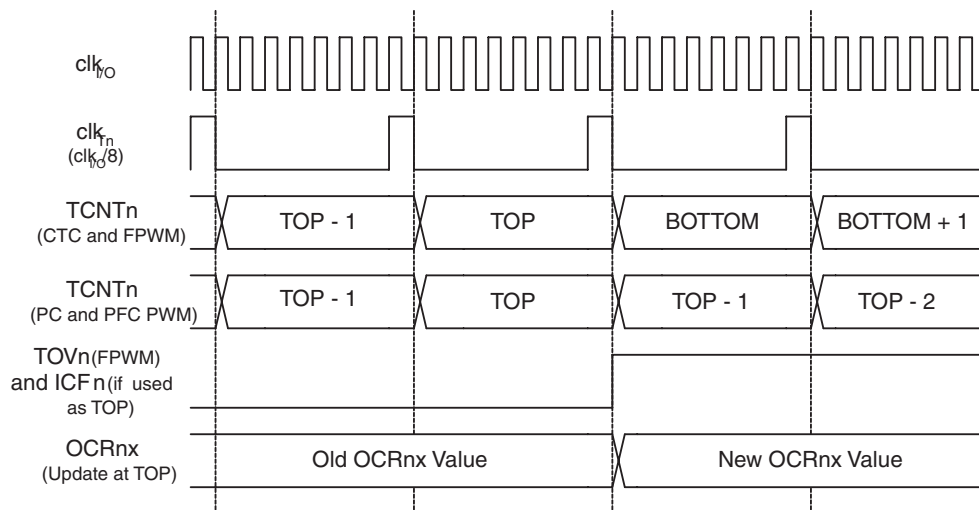 clkI/O
clkTn
(clkI/O/8)
TCNTn
(CTC and FPWM)
TOP - 1
TOP
BOTTOM
BOTTOM + 1
TCNTn
(PC and PFC PWM)
TOP - 1
TOP
TOP - 1
TOP - 2
TOVn (FPWM)
and ICFn (if used
as TOP)
OCRnx
(Update at TOP)
Old OCRnx Value
New OCRnx Value